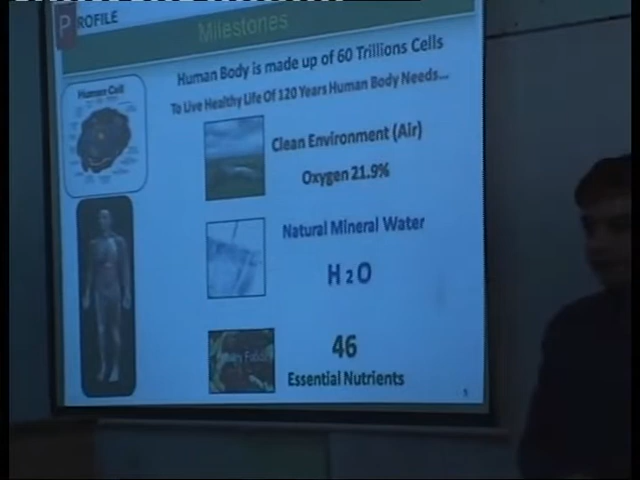 PROFILE
Milestones
Human Body is made up of 60 Trillions Cells
To Live Healthy Life Of 120 Years Human Body Needs...
Human Cell
Clean Environment (Air)
Oxygen 21.9%
Natural Mineral Water
H2O
46
Essential Nutrients